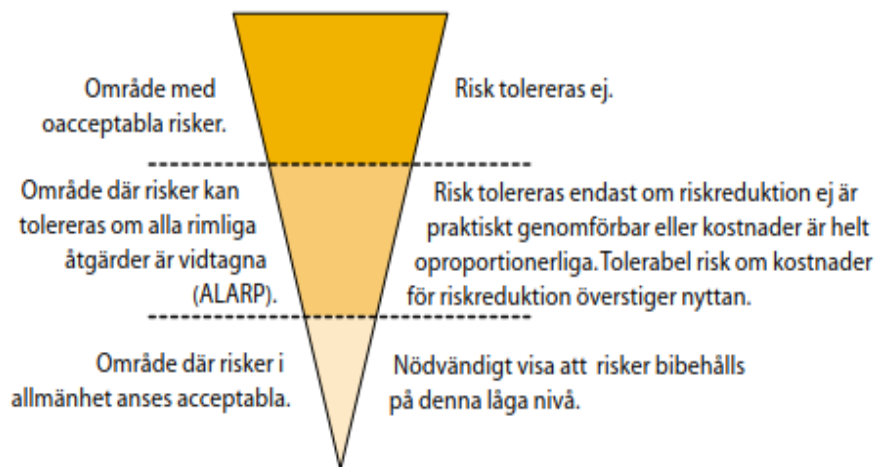 Område med
oacceptabla risker.
Risk tolereras ej.
Område där risker kan
tolereras om alla rimliga
åtgärder är vidtagna
(ALARP).
Risk tolereras endast om riskreduktion ej är
praktiskt genomförbar eller kostnader är helt
oproportionerliga. Tolerabel risk om kostnader
för riskreduktion överstiger nyttan.
Område där risker i
allmänhet anses acceptabla.
Nödvändigt visa att risker bibehålls
på denna låga nivå.